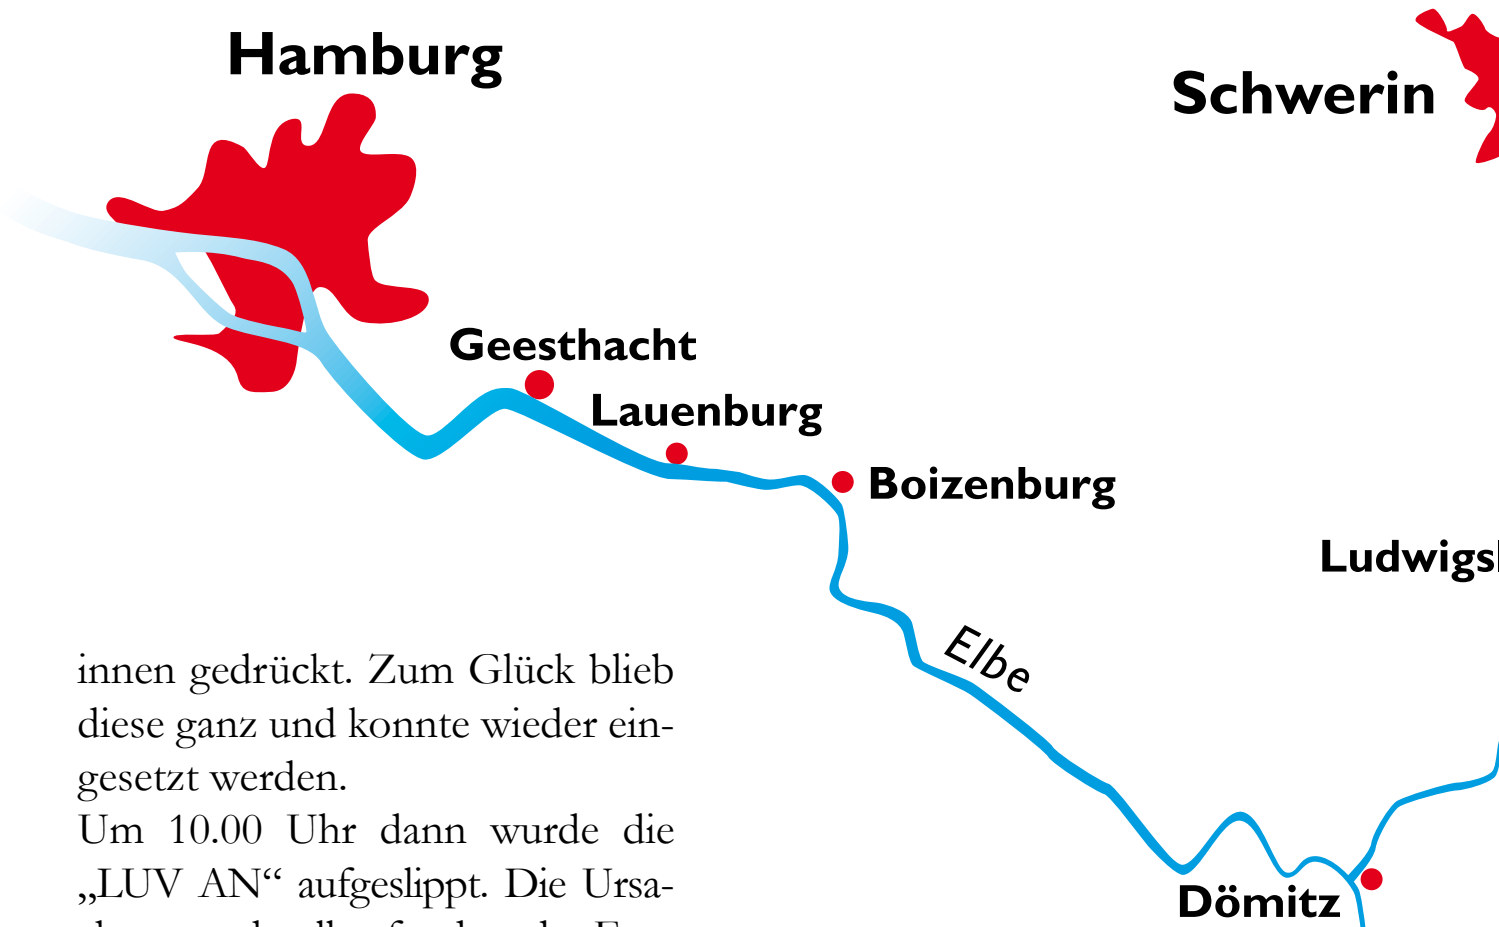 Hamburg
Schwerin
Geesthacht
Lauenburg
Boizenburg
Elbe
Dömitz
innen gedrückt. Zum Glück blieb
diese ganz und konnte wieder ein-
gesetzt werden.
Um 10.00 Uhr dann wurde die
„LUV AN“ aufgeslippt. Die Ursa-